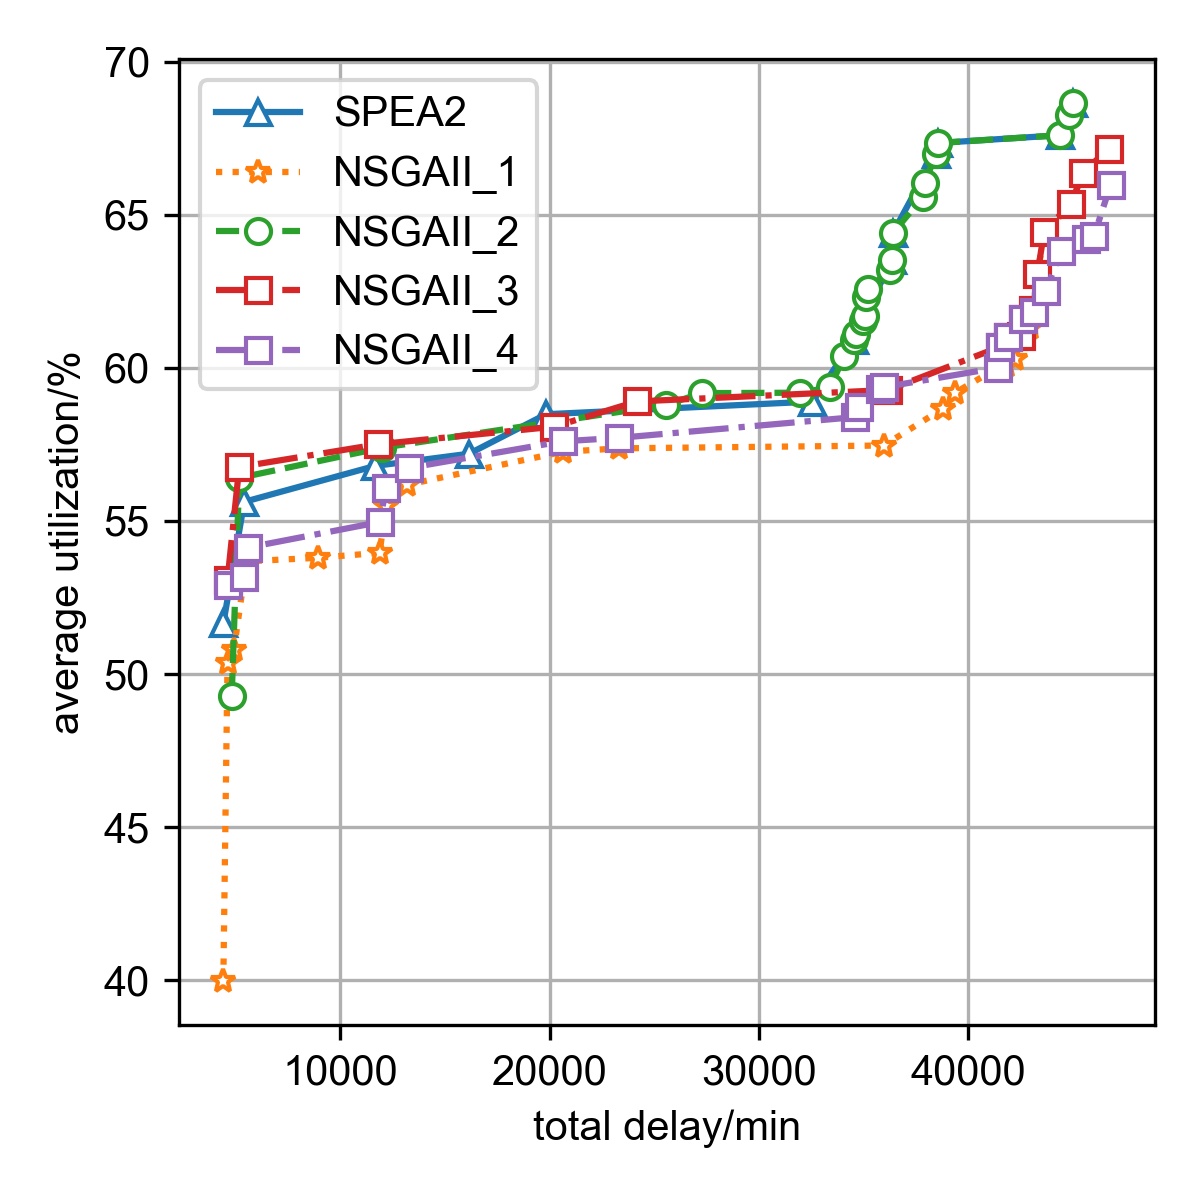 70
65
60
55
50
45
40
average utilization/%
SPEA2
NSGAII_1
NSGAII_2
NSGAII_3
NSGAII_4
10000 20000 30000 40000
total delay/min